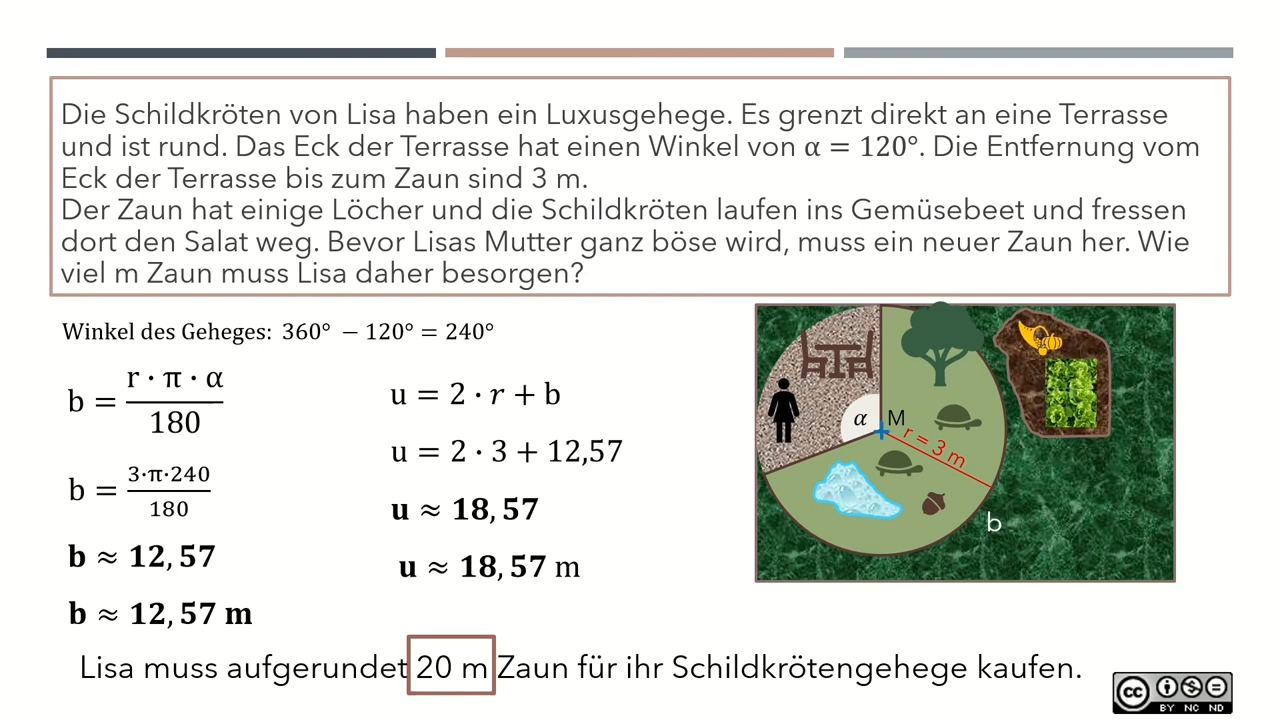 Die Schildkröten von Lisa haben ein Luxusgehege. Es grenzt direkt an eine Terrasse
und ist rund. Das Eck der Terrasse hat einen Winkel von α = 120°. Die Entfernung vom
Eck der Terrasse bis zum Zaun sind 3 m.
Der Zaun hat einige Löcher und die Schildkröten laufen ins Gemüsebeet und fressen
dort den Salat weg. Bevor Lisas Mutter ganz böse wird, muss ein neuer Zaun her. Wie
viel m Zaun muss Lisa daher besorgen?
Winkel des Geheges: 360° − 120° = 240°
b = r · π · α / 180
b = 3·π·240 / 180
b ≈ 12,57
b ≈ 12,57 m
u = 2 · r + b
u = 2 · 3 + 12,57
u ≈ 18,57
u ≈ 18,57 m
α
M
r = 3 m
b
Lisa muss aufgerundet 20 m Zaun für ihr Schildkrötengehege kaufen.
cc
BY NC ND